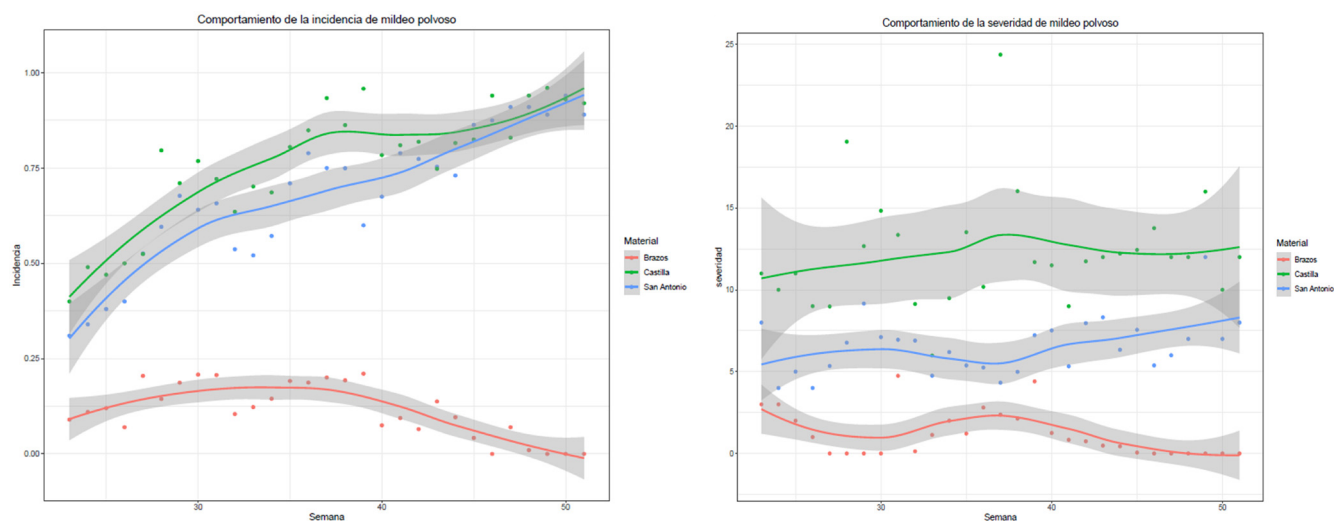 Comportamiento de la incidencia de mildeo polvoso
1.00
0.75
0.50
0.25
0.00
Incidencia
30
40
50
Semana
Material
Brazos
Castilla
San Antonio
Comportamiento de la severidad de mildeo polvoso
25
20
15
10
5
0
severidad
30
40
50
Semana
Material
Brazos
Castilla
San Antonio